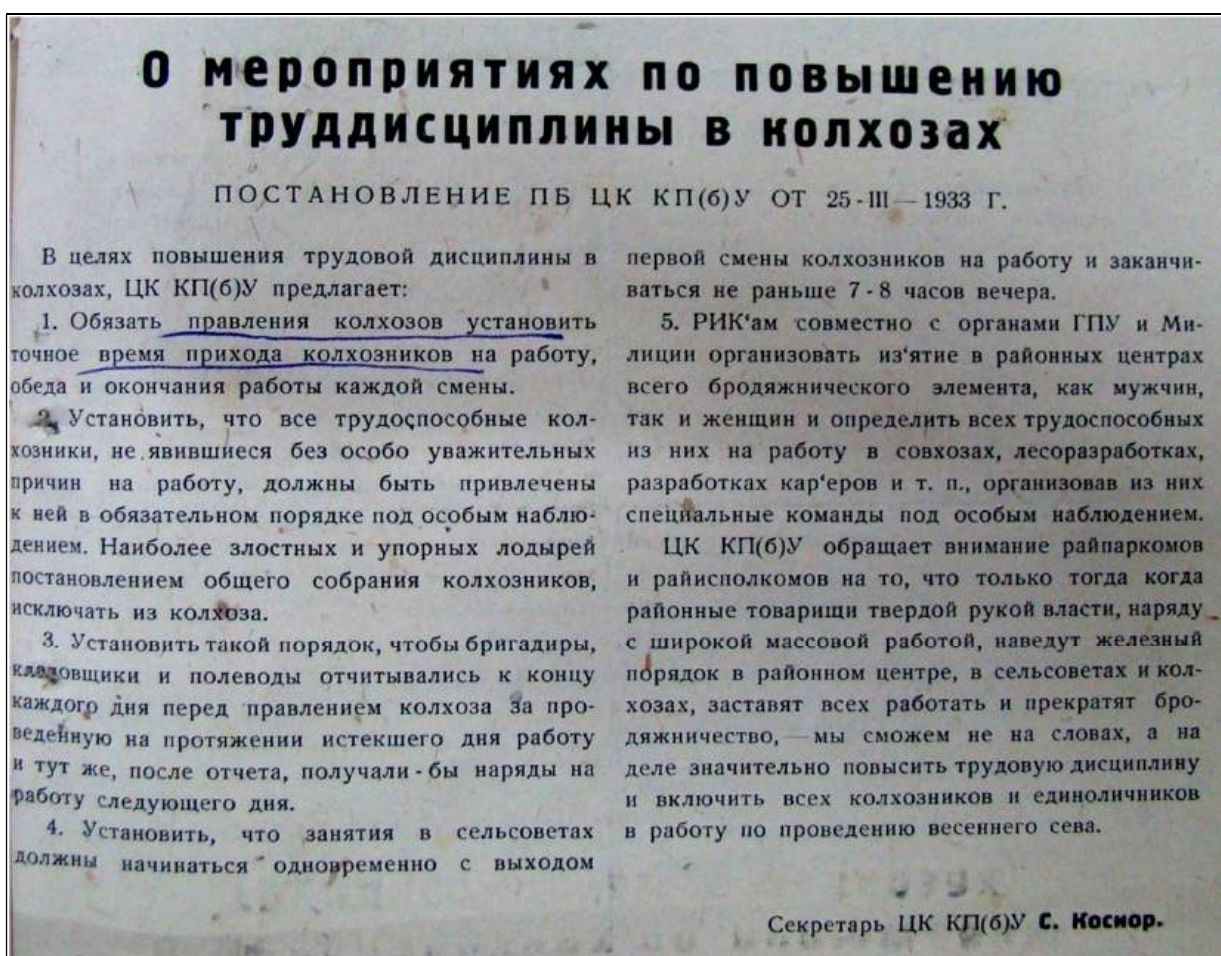 О мероприятиях по повышению
труддисциплины в колхозах
ПОСТАНОВЛЕНИЕ ПБ ЦК КП(б)У ОТ 25-III—1933 Г.
В целях повышения трудовой дисциплины в
колхозах, ЦК КП(б)У предлагает:
1. Обязать правления колхозов установить
точное время прихода колхозников на работу,
обеда и окончания работы каждой смены.
2. Установить, что все трудоспособные кол-
хозники, не явившиеся без особо уважительных
причин на работу, должны быть привлечены
к ней в обязательном порядке под особым наблю-
дением. Наиболее злостных и упорных лодырей
постановлением общего собрания колхозников,
исключать из колхоза.
3. Установить такой порядок, чтобы бригадиры,
кладовщики и полеводы отчитывались к концу
каждого дня перед правлением колхоза за про-
веденную на протяжении истекшего дня работу
и тут же, после отчета, получали-бы наряды на
работу следующего дня.
4. Установить, что занятия в сельсоветах
должны начинаться одновременно с выходом
первой смены колхозников на работу и заканчи-
ваться не раньше 7-8 часов вечера.
5. РИК‘ам совместно с органами ГПУ и Ми-
лиции организовать из‘ятие в районных центрах
всего бродяжнического элемента, как мужчин,
так и женщин и определить всех трудоспособных
из них на работу в совхозах, лесоразработках,
разработках кар‘еров и т. п., организовав из них
специальные команды под особым наблюдением.
ЦК КП(б)У обращает внимание райпаркомов
и райисполкомов на то, что только тогда когда
районные товарищи твердой рукой власти, наряду
с широкой массовой работой, наведут железный
порядок в районном центре, в сельсоветах и кол-
хозах, заставят всех работать и прекратят бро-
дяжничество,—мы сможем не на словах, а на
деле значительно повысить трудовую дисциплину
и включить всех колхозников и единоличников
в работу по проведению весеннего сева.
Секретарь ЦК КП(б)У С. Косиор.